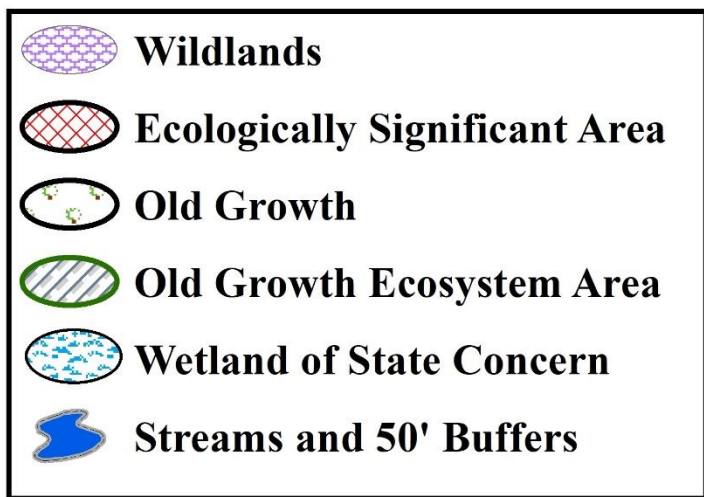 Wildlands
Ecologically Significant Area
Old Growth
Old Growth Ecosystem Area
Wetland of State Concern
Streams and 50' Buffers